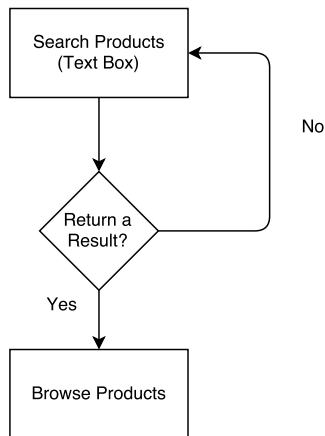 Search Products
(Text Box)
No
Return a
Result?
Yes
Browse Products